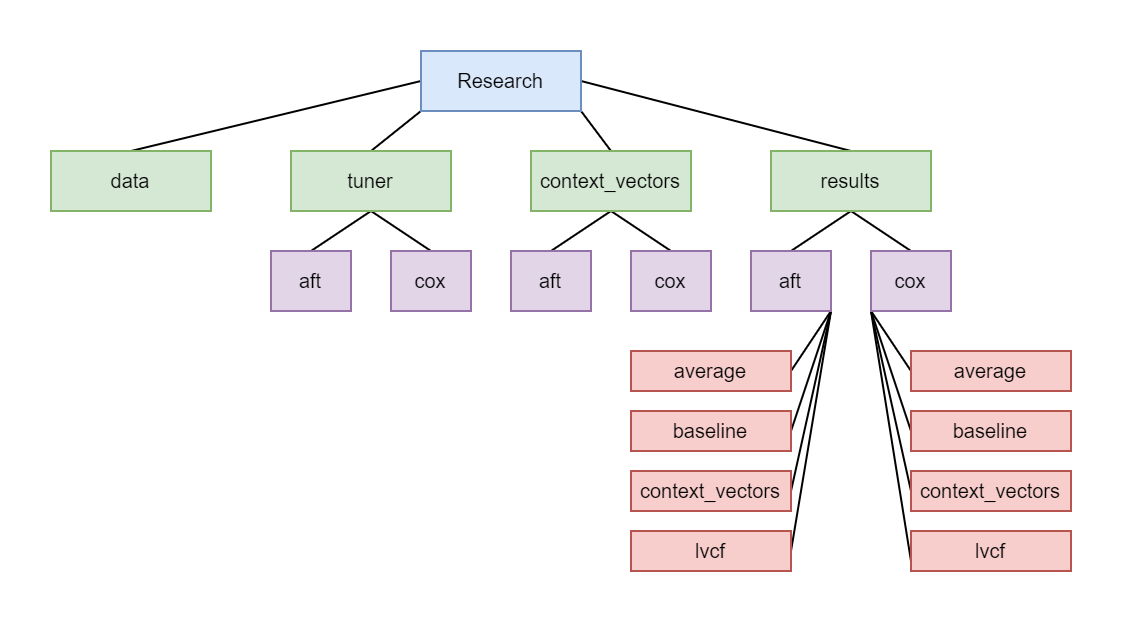 Research
data
tuner
context_vectors
results
aft
cox
aft
cox
aft
cox
average
average
baseline
baseline
context_vectors
context_vectors
lvcf
lvcf